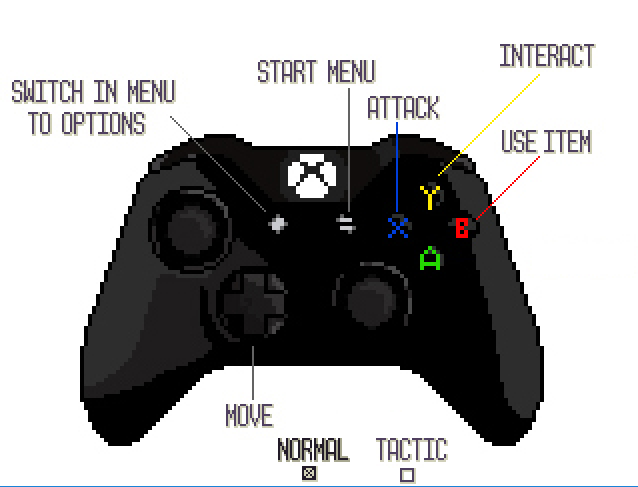 INTERACT
START MENU
SWITCH IN MENU
TO OPTIONS
ATTACK
USE ITEM
Y
X
B
A
MOVE
NORMAL
TACTIC